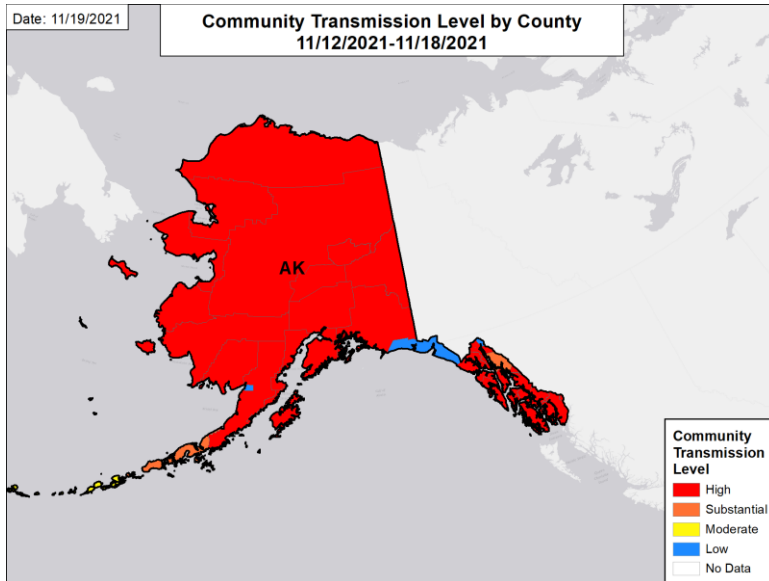 Date: 11/19/2021
Community Transmission Level by County
11/12/2021-11/18/2021
AK
Community
Transmission
Level
High
Substantial
Moderate
Low
No Data